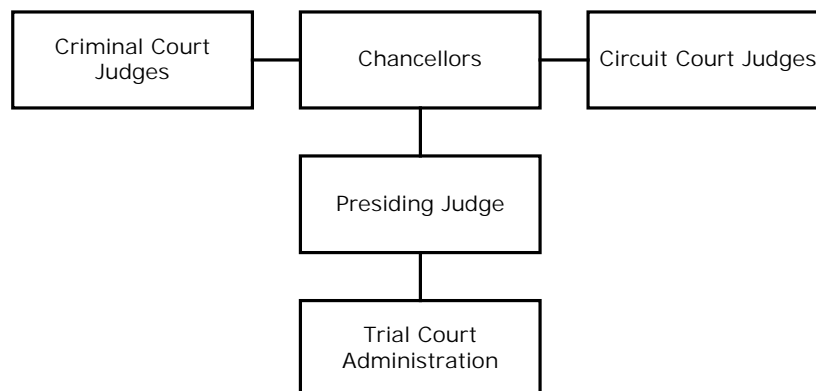 Criminal Court
Judges
Chancellors
Circuit Court Judges
Presiding Judge
Trial Court
Administration